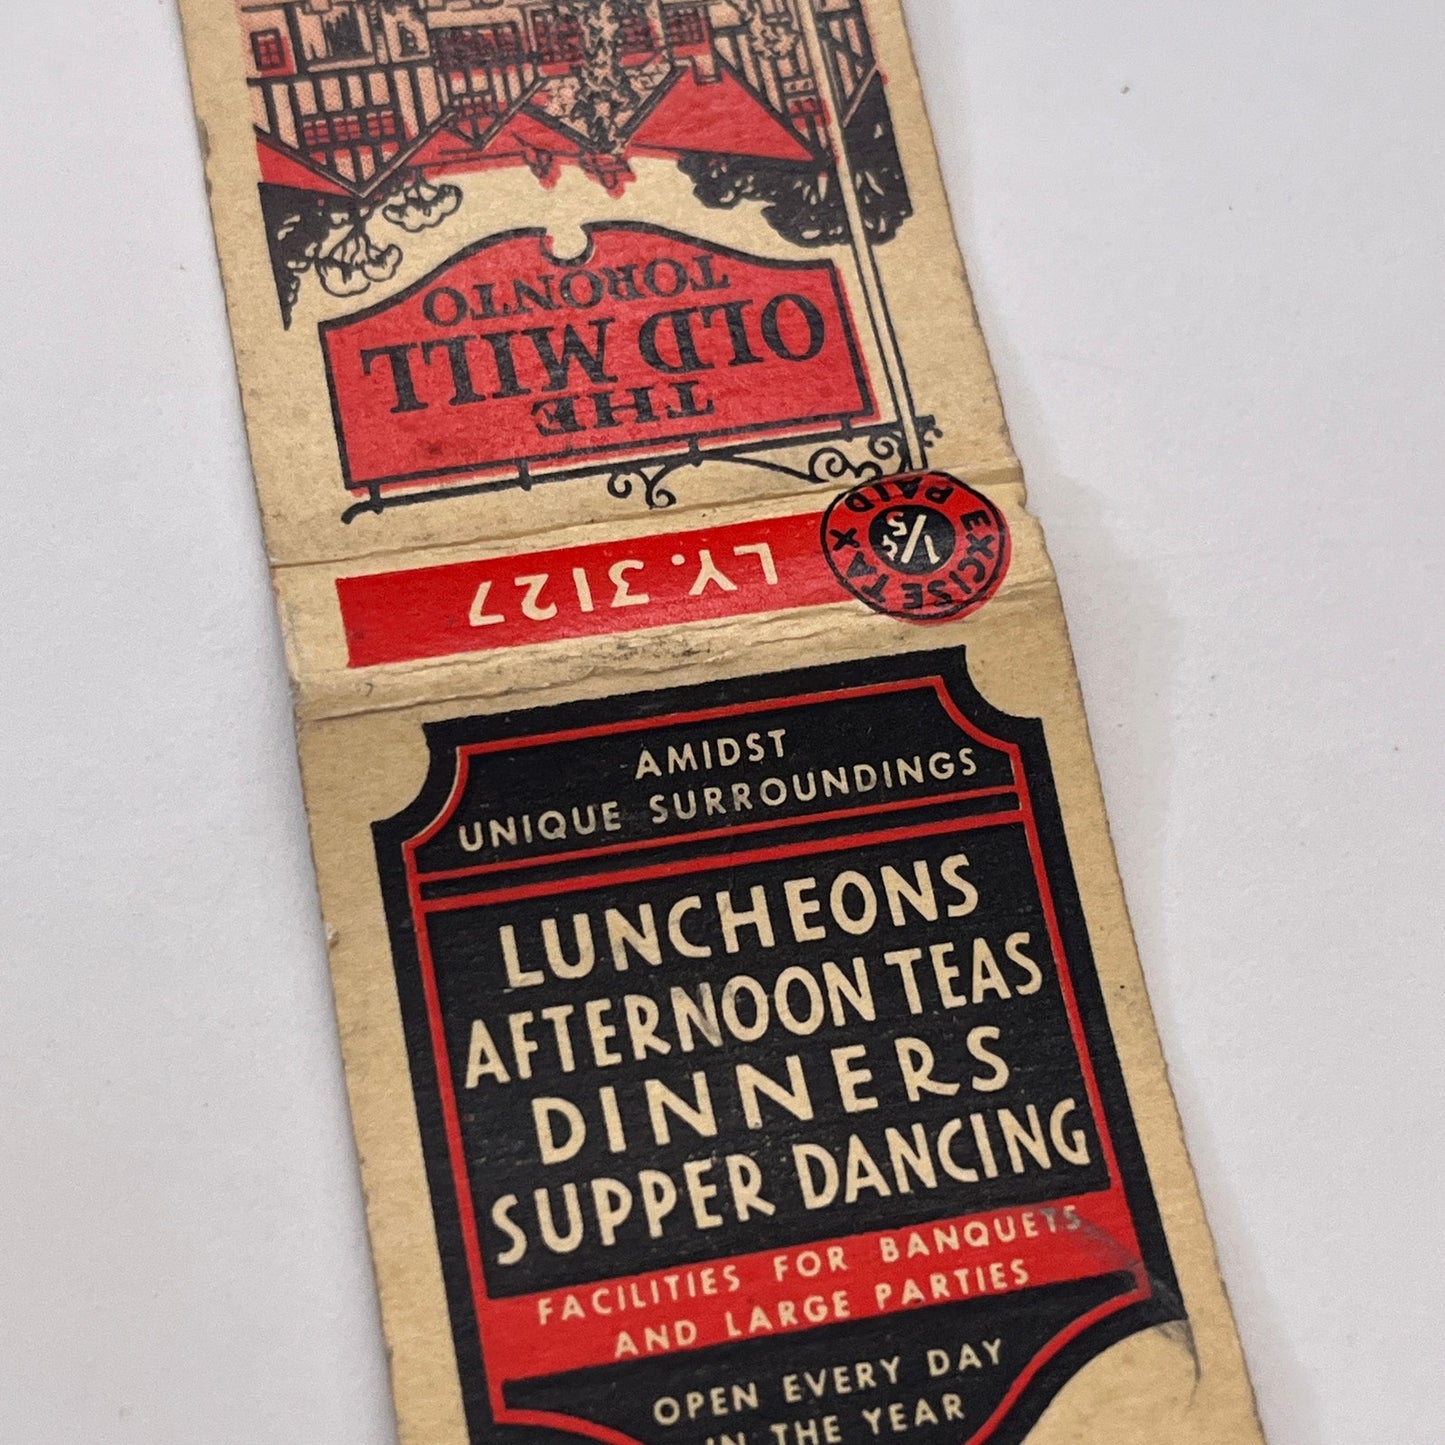 THE
OLD MILL
TORONTO
LY. 3127
EXCISE TAX PAID
1/5¢
AMIDST
UNIQUE SURROUNDINGS
LUNCHEONS
AFTERNOON TEAS
DINNERS
SUPPER DANCING
FACILITIES FOR BANQUETS
AND LARGE PARTIES
OPEN EVERY DAY
IN THE YEAR